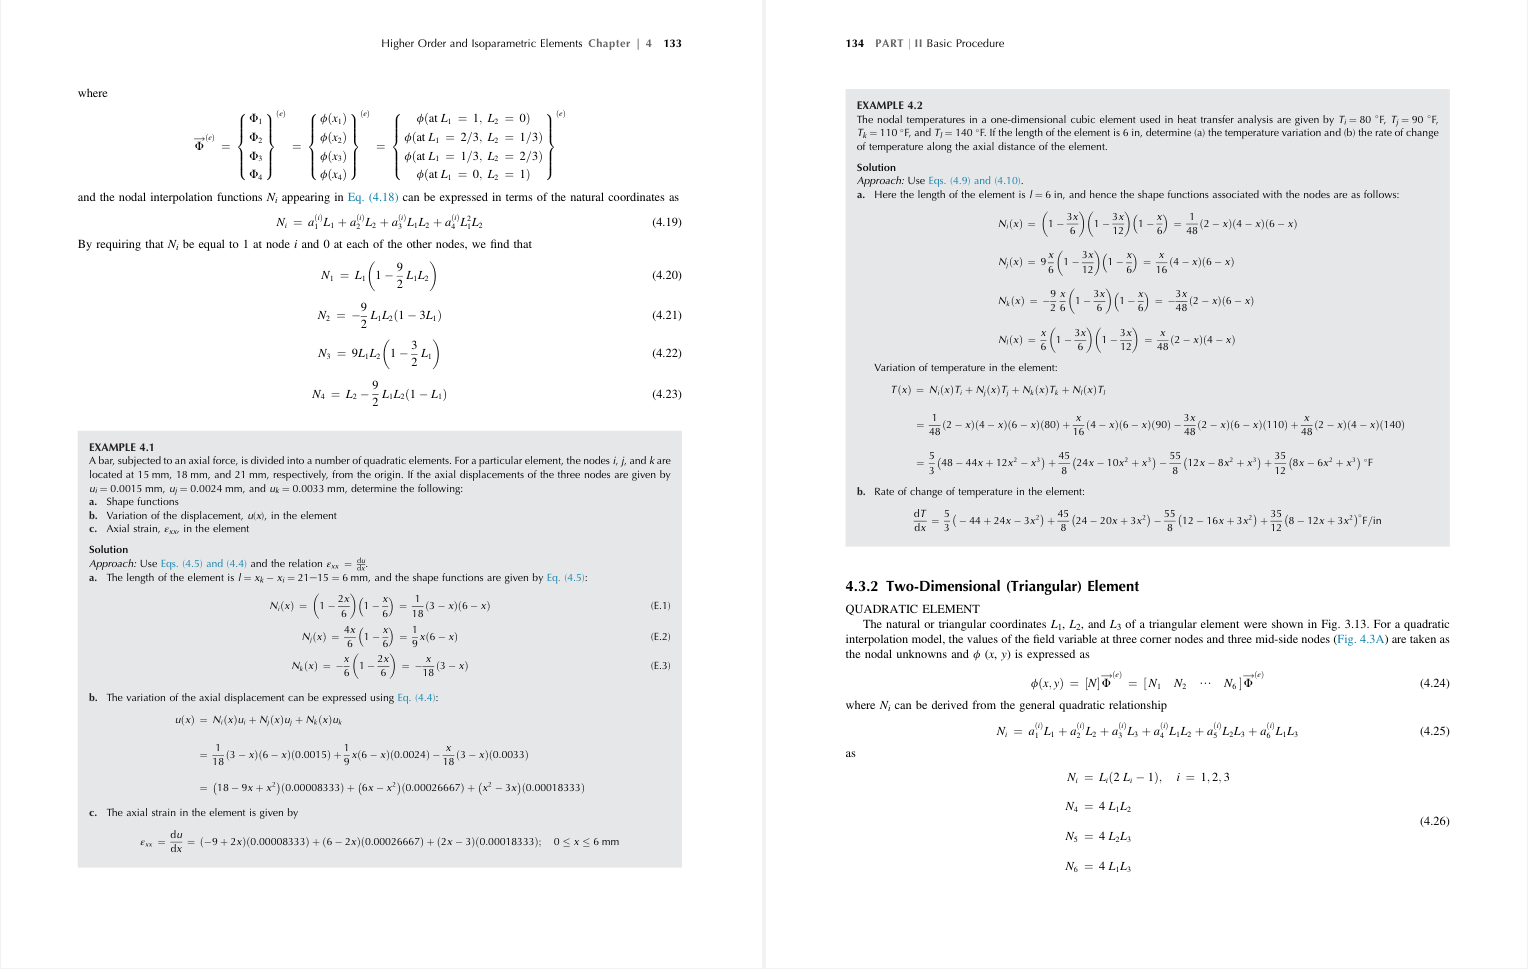 Higher Order and Isoparametric Elements Chapter | 4 133
where
$\vec{\Phi}^{(e)} = \begin{Bmatrix} \Phi_1 \\ \Phi_2 \\ \Phi_3 \\ \Phi_4 \end{Bmatrix}^{(e)} = \begin{Bmatrix} \phi(x_1) \\ \phi(x_2) \\ \phi(x_3) \\ \phi(x_4) \end{Bmatrix}^{(e)} = \begin{Bmatrix} \phi(\text{at } L_1 = 1, L_2 = 0) \\ \phi(\text{at } L_1 = 2/3, L_2 = 1/3) \\ \phi(\text{at } L_1 = 1/3, L_2 = 2/3) \\ \phi(\text{at } L_1 = 0, L_2 = 1) \end{Bmatrix}^{(e)}$
and the nodal interpolation functions $N_i$ appearing in Eq. (4.18) can be expressed in terms of the natural coordinates as
$N_i = a_1^{(i)}L_1 + a_2^{(i)}L_2 + a_3^{(i)}L_1L_2 + a_4^{(i)}L_1^2L_2$ (4.19)
By requiring that $N_i$ be equal to 1 at node i and 0 at each of the other nodes, we find that
$N_1 = L_1\left(1 - \frac{9}{2}L_1L_2\right)$ (4.20)
$N_2 = -\frac{9}{2}L_1L_2(1 - 3L_1)$ (4.21)
$N_3 = 9L_1L_2\left(1 - \frac{3}{2}L_1\right)$ (4.22)
$N_4 = L_2 - \frac{9}{2}L_1L_2(1 - L_1)$ (4.23)
EXAMPLE 4.1
A bar, subjected to an axial force, is divided into a number of quadratic elements. For a particular element, the nodes i, j, and k are
located at 15 mm, 18 mm, and 21 mm, respectively, from the origin. If the axial displacements of the three nodes are given by
$u_i$ = 0.0015 mm, $u_j$ = 0.0024 mm, and $u_k$ = 0.0033 mm, determine the following:
a. Shape functions
b. Variation of the displacement, u(x), in the element
c. Axial strain, $\varepsilon_{xx}$, in the element
Solution
Approach: Use Eqs. (4.5) and (4.4) and the relation $\varepsilon_{xx} = \frac{du}{dx}$.
a. The length of the element is $l = x_k - x_i = 21 - 15 = 6$ mm, and the shape functions are given by Eq. (4.5):
$N_i(x) = \left(1 - \frac{2x}{6}\right)\left(1 - \frac{x}{6}\right) = \frac{1}{18}(3 - x)(6 - x)$ (E.1)
$N_j(x) = \frac{4x}{6}\left(1 - \frac{x}{6}\right) = \frac{1}{9}x(6 - x)$ (E.2)
$N_k(x) = -\frac{x}{6}\left(1 - \frac{2x}{6}\right) = -\frac{x}{18}(3 - x)$ (E.3)
b. The variation of the axial displacement can be expressed using Eq. (4.4):
$u(x) = N_i(x)u_i + N_j(x)u_j + N_k(x)u_k$
$= \frac{1}{18}(3 - x)(6 - x)(0.0015) + \frac{1}{9}x(6 - x)(0.0024) - \frac{x}{18}(3 - x)(0.0033)$
$= (18 - 9x + x^2)(0.00008333) + (6x - x^2)(0.00026667) + (x^2 - 3x)(0.00018333)$
c. The axial strain in the element is given by
$\varepsilon_{xx} = \frac{du}{dx} = (-9 + 2x)(0.00008333) + (6 - 2x)(0.00026667) + (2x - 3)(0.00018333); \quad 0 \le x \le 6$ mm
134 PART | II Basic Procedure
EXAMPLE 4.2
The nodal temperatures in a one-dimensional cubic element used in heat transfer analysis are given by $T_i$ = 80 °F, $T_j$ = 90 °F,
$T_k$ = 110 °F, and $T_l$ = 140 °F. If the length of the element is 6 in, determine (a) the temperature variation and (b) the rate of change
of temperature along the axial distance of the element.
Solution
Approach: Use Eqs. (4.9) and (4.10).
a. Here the length of the element is l = 6 in, and hence the shape functions associated with the nodes are as follows:
$N_i(x) = \left(1 - \frac{3x}{6}\right)\left(1 - \frac{3x}{12}\right)\left(1 - \frac{x}{6}\right) = \frac{1}{48}(2 - x)(4 - x)(6 - x)$
$N_j(x) = 9\frac{x}{6}\left(1 - \frac{3x}{12}\right)\left(1 - \frac{x}{6}\right) = \frac{x}{16}(4 - x)(6 - x)$
$N_k(x) = -\frac{9}{2}\frac{x}{6}\left(1 - \frac{3x}{6}\right)\left(1 - \frac{x}{6}\right) = -\frac{3x}{48}(2 - x)(6 - x)$
$N_l(x) = \frac{x}{6}\left(1 - \frac{3x}{6}\right)\left(1 - \frac{3x}{12}\right) = \frac{x}{48}(2 - x)(4 - x)$
Variation of temperature in the element:
$T(x) = N_i(x)T_i + N_j(x)T_j + N_k(x)T_k + N_l(x)T_l$
$= \frac{1}{48}(2 - x)(4 - x)(6 - x)(80) + \frac{x}{16}(4 - x)(6 - x)(90) - \frac{3x}{48}(2 - x)(6 - x)(110) + \frac{x}{48}(2 - x)(4 - x)(140)$
$= \frac{5}{3}(48 - 44x + 12x^2 - x^3) + \frac{45}{8}(24x - 10x^2 + x^3) - \frac{55}{8}(12x - 8x^2 + x^3) + \frac{35}{12}(8x - 6x^2 + x^3)$ °F
b. Rate of change of temperature in the element:
$\frac{dT}{dx} = \frac{5}{3}(-44 + 24x - 3x^2) + \frac{45}{8}(24 - 20x + 3x^2) - \frac{55}{8}(12 - 16x + 3x^2) + \frac{35}{12}(8 - 12x + 3x^2)$°F/in
4.3.2 Two-Dimensional (Triangular) Element
QUADRATIC ELEMENT
The natural or triangular coordinates $L_1$, $L_2$, and $L_3$ of a triangular element were shown in Fig. 3.13. For a quadratic
interpolation model, the values of the field variable at three corner nodes and three mid-side nodes (Fig. 4.3A) are taken as
the nodal unknowns and $\phi$ (x, y) is expressed as
$\phi(x, y) = [N]\vec{\Phi}^{(e)} = [N_1 \quad N_2 \quad \cdots \quad N_6]\vec{\Phi}^{(e)}$ (4.24)
where $N_i$ can be derived from the general quadratic relationship
$N_i = a_1^{(i)}L_1 + a_2^{(i)}L_2 + a_3^{(i)}L_3 + a_4^{(i)}L_1L_2 + a_5^{(i)}L_2L_3 + a_6^{(i)}L_1L_3$ (4.25)
as
$N_i = L_i(2L_i - 1), \quad i = 1, 2, 3$
$N_4 = 4L_1L_2$
(4.26)
$N_5 = 4L_2L_3$
$N_6 = 4L_1L_3$